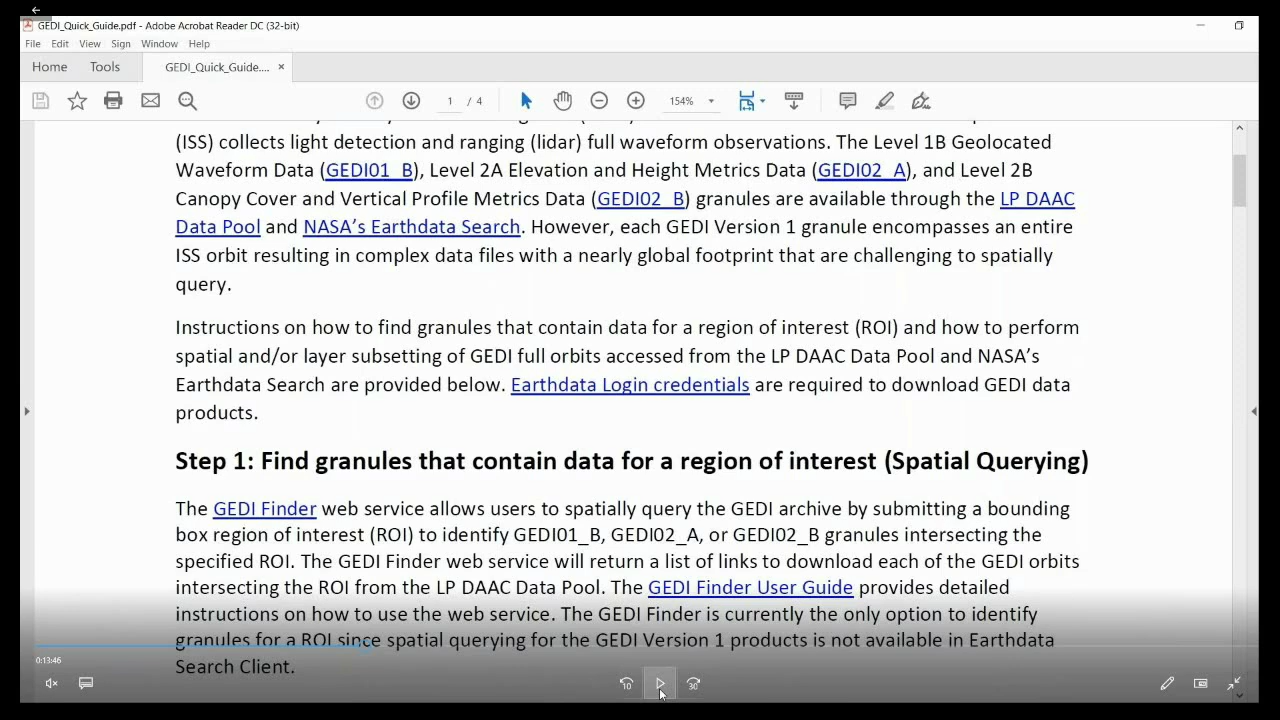 GEDI_Quick_Guide.pdf - Adobe Acrobat Reader DC (32-bit)
File Edit View Sign Window Help
Home Tools GEDI_Quick_Guide.... ×
1 / 4 154%
(ISS) collects light detection and ranging (lidar) full waveform observations. The Level 1B Geolocated
Waveform Data (GEDI01_B), Level 2A Elevation and Height Metrics Data (GEDI02_A), and Level 2B
Canopy Cover and Vertical Profile Metrics Data (GEDI02_B) granules are available through the LP DAAC
Data Pool and NASA’s Earthdata Search. However, each GEDI Version 1 granule encompasses an entire
ISS orbit resulting in complex data files with a nearly global footprint that are challenging to spatially
query.
Instructions on how to find granules that contain data for a region of interest (ROI) and how to perform
spatial and/or layer subsetting of GEDI full orbits accessed from the LP DAAC Data Pool and NASA’s
Earthdata Search are provided below. Earthdata Login credentials are required to download GEDI data
products.
Step 1: Find granules that contain data for a region of interest (Spatial Querying)
The GEDI Finder web service allows users to spatially query the GEDI archive by submitting a bounding
box region of interest (ROI) to identify GEDI01_B, GEDI02_A, or GEDI02_B granules intersecting the
specified ROI. The GEDI Finder web service will return a list of links to download each of the GEDI orbits
intersecting the ROI from the LP DAAC Data Pool. The GEDI Finder User Guide provides detailed
instructions on how to use the web service. The GEDI Finder is currently the only option to identify
granules for a ROI since spatial querying for the GEDI Version 1 products is not available in Earthdata
Search Client.
0:13:46
10 30